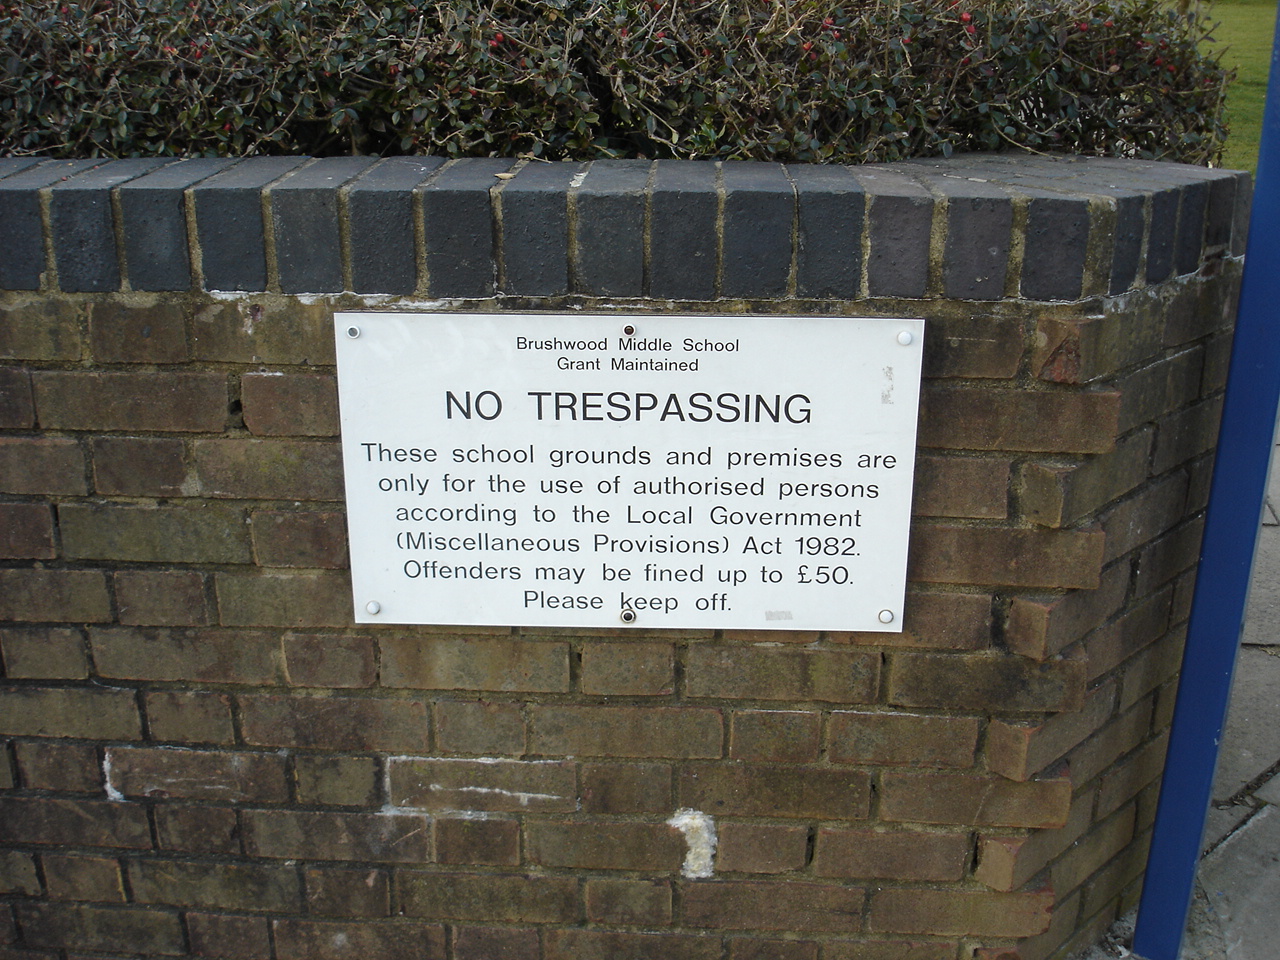 Brushwood Middle School
Grant Maintained
NO TRESPASSING
These school grounds and premises are
only for the use of authorised persons
according to the Local Government
(Miscellaneous Provisions) Act 1982.
Offenders may be fined up to £50.
Please keep off.